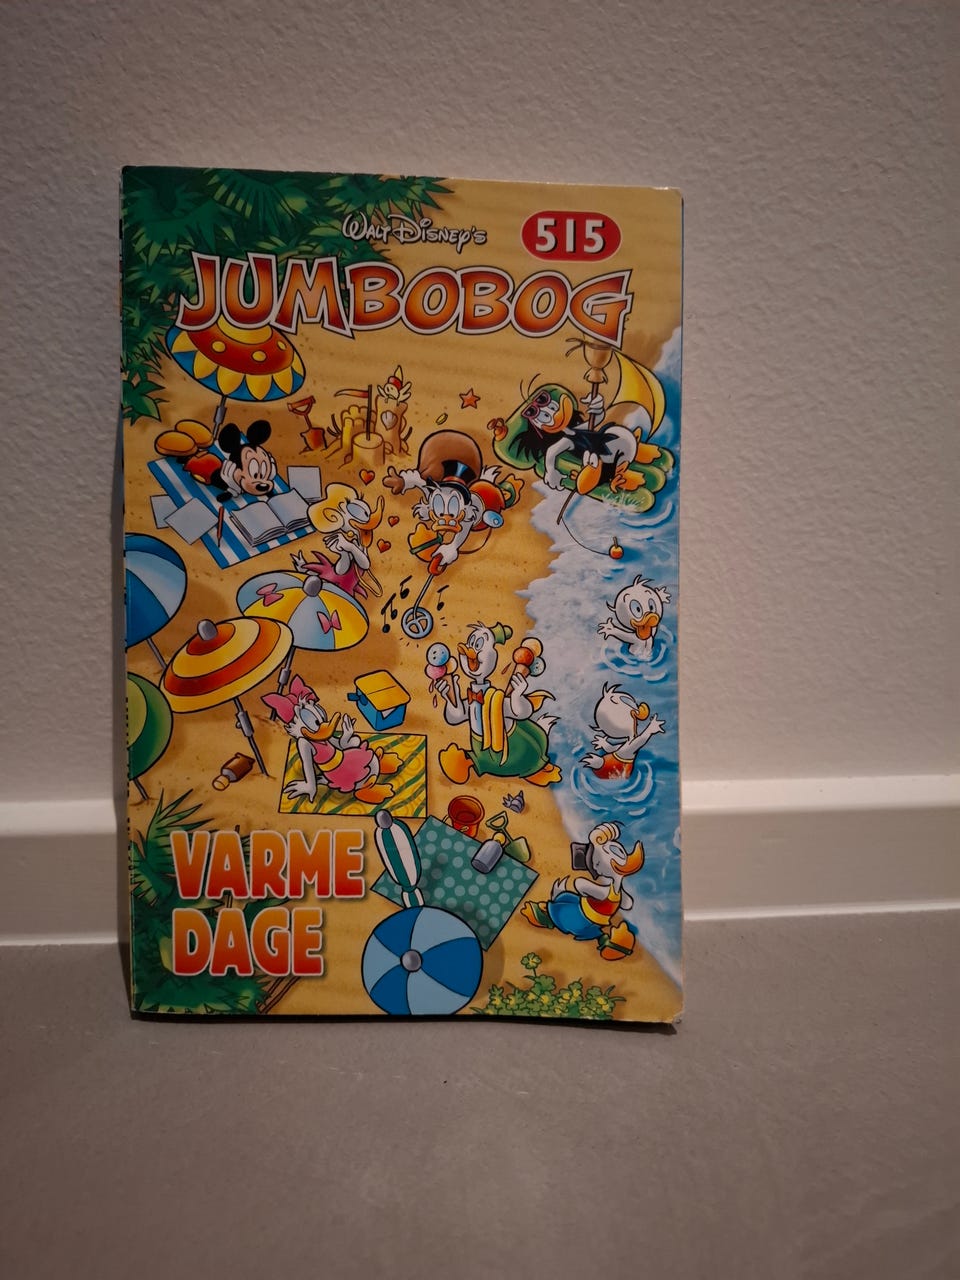 WALT DISNEY'S
515
JUMBOBOG
VARME
DAGE